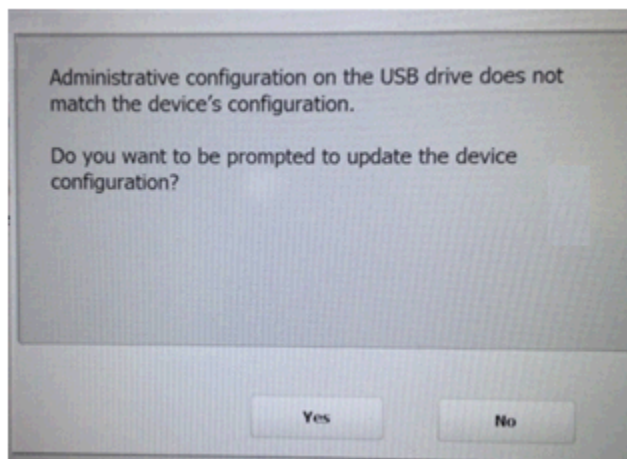 Administrative configuration on the USB drive does not
match the device's configuration.
Do you want to be prompted to update the device
configuration?
Yes
No